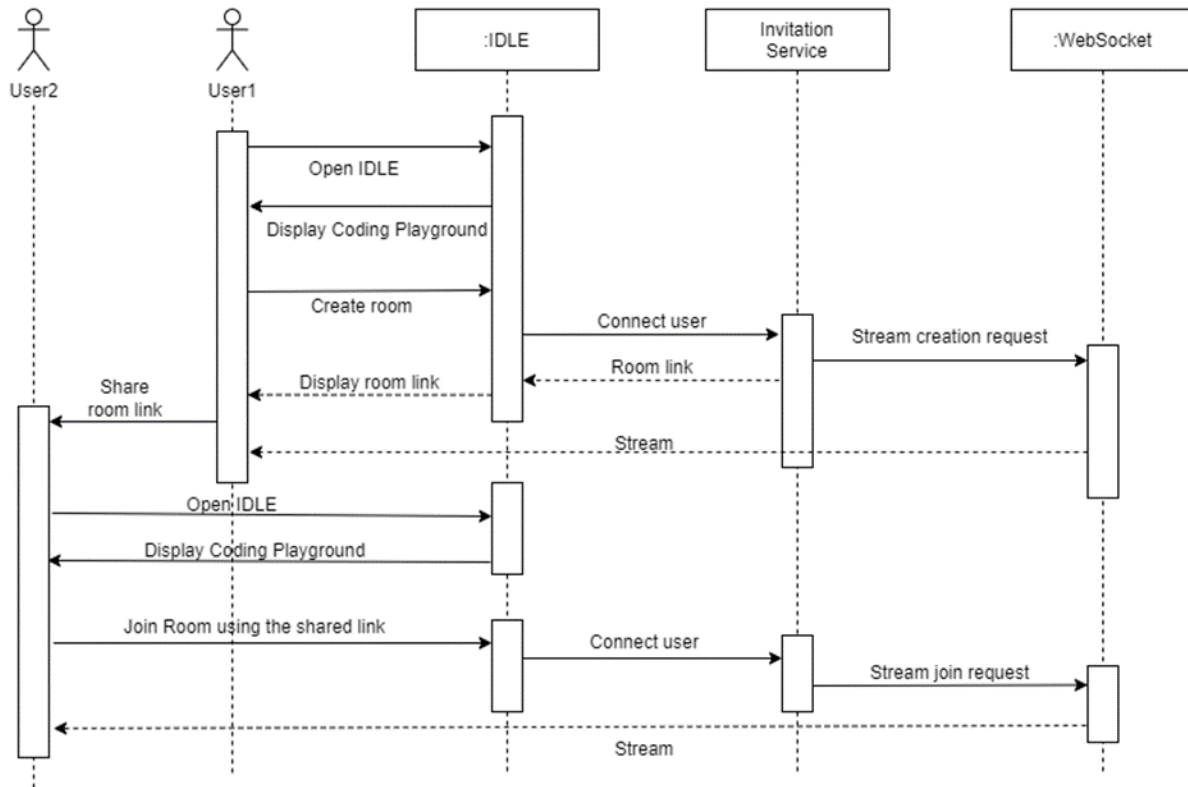 User2
User1
:IDLE
Invitation
Service
:WebSocket
Open IDLE
Display Coding Playground
Create room
Connect user
Stream creation request
Room link
Display room link
Share
room link
Stream
Open IDLE
Display Coding Playground
Join Room using the shared link
Connect user
Stream join request
Stream